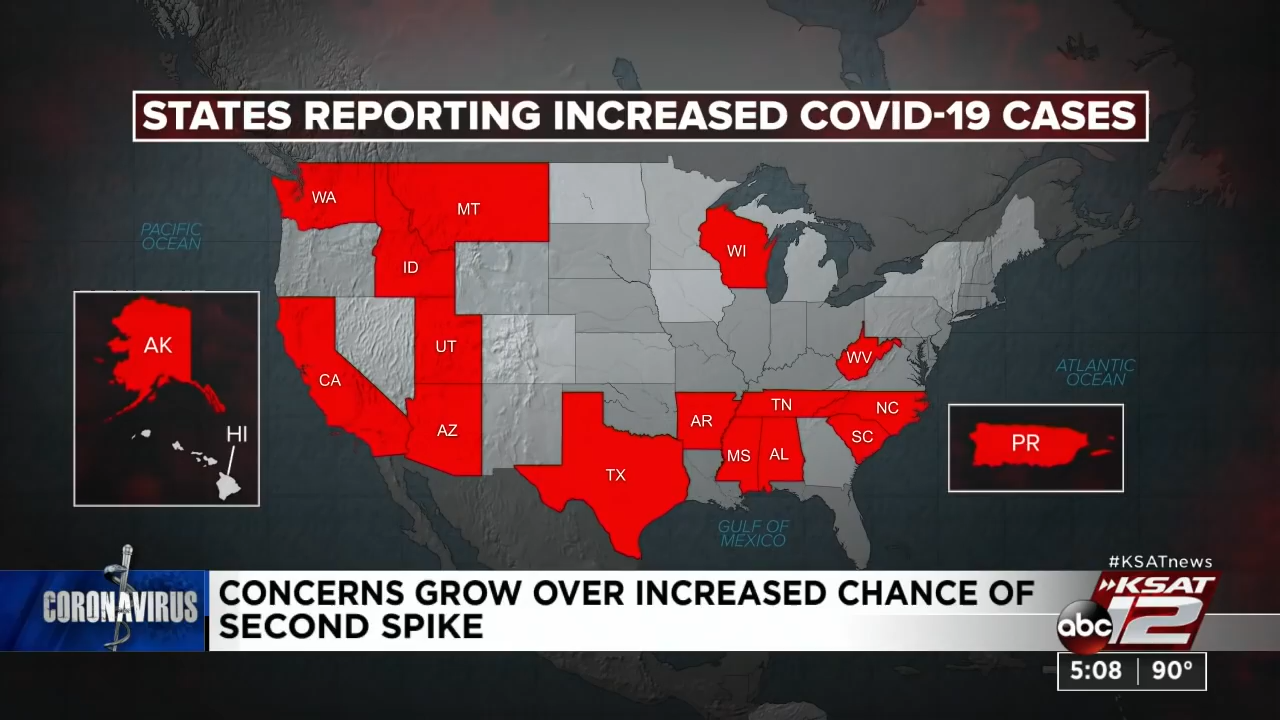 STATES REPORTING INCREASED COVID-19 CASES
WA
MT
PACIFIC
OCEAN
WI
ID
AK
UT
WV
CA
ATLANTIC
OCEAN
TN
NC
AR
AZ
HI
SC
PR
MS
AL
TX
GULF OF
MEXICO
#KSATnews
CORONAVIRUS
CONCERNS GROW OVER INCREASED CHANCE OF
SECOND SPIKE
KSAT
abc 12
5:08 90°